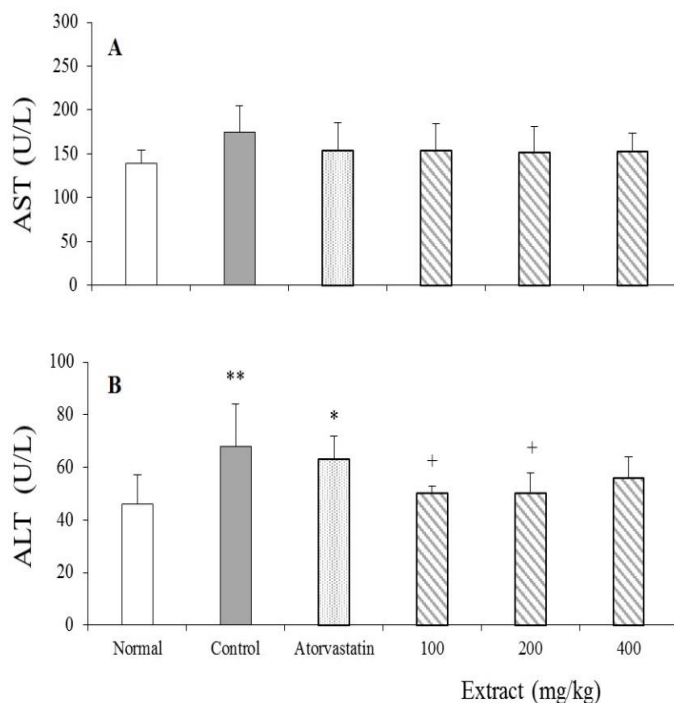 A
AST (U/L)
300
250
200
150
100
50
0
B
ALT (U/L)
100
80
60
40
20
0
**
*
+
+
Normal Control Atorvastatin 100 200 400
Extract (mg/kg)